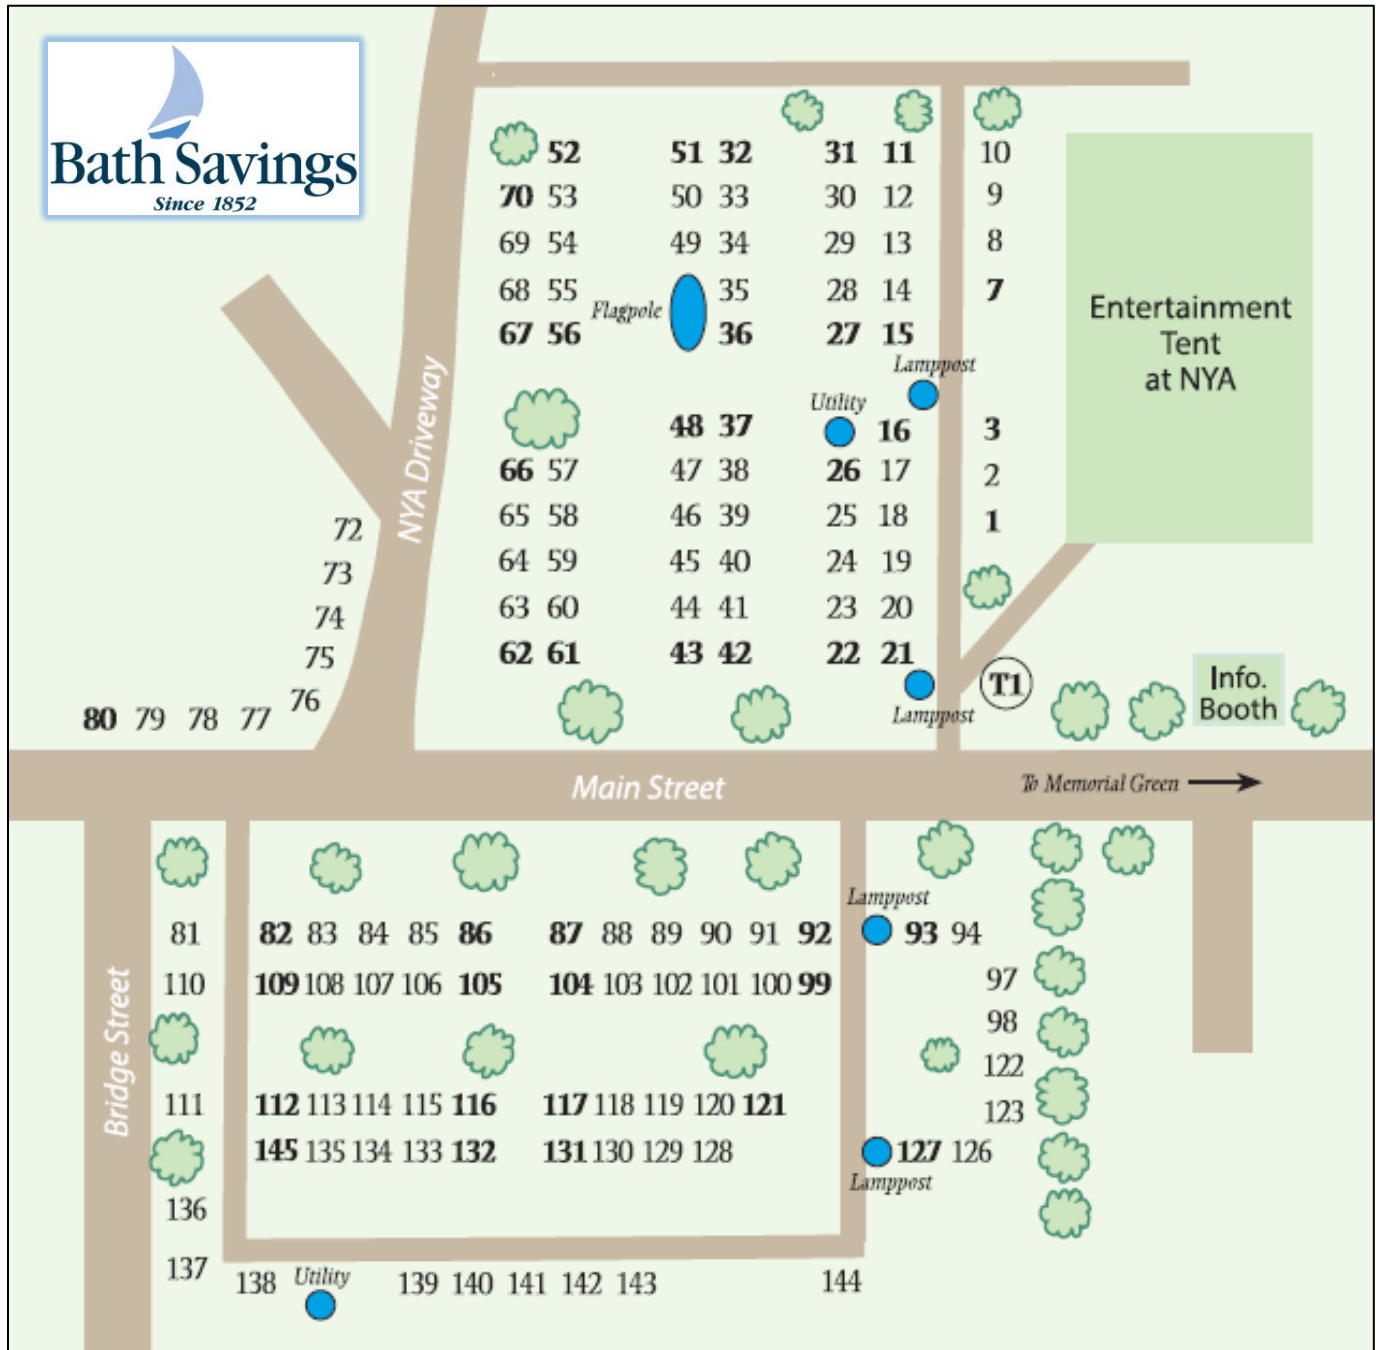 Bath Savings
Since 1852
52 51 32 31 11 10
70 53 50 33 30 12 9
69 54 49 34 29 13 8
68 55 35 28 14 7
Flagpole
67 56 36 27 15
Entertainment
Tent
at NYA
Lamppost
Utility
48 37 16 3
66 57 47 38 26 17 2
65 58 46 39 25 18 1
NYA Driveway
72
64 59 45 40 24 19
73
63 60 44 41 23 20
74
62 61 43 42 22 21
75
T1
Info.
Booth
76
Lamppost
80 79 78 77
Main Street
To Memorial Green
Lamppost
81 82 83 84 85 86 87 88 89 90 91 92 93 94
110 109 108 107 106 105 104 103 102 101 100 99 97
98
122
Bridge Street
111 112 113 114 115 116 117 118 119 120 121 123
145 135 134 133 132 131 130 129 128 127 126
Lamppost
136
137
138 Utility 139 140 141 142 143 144